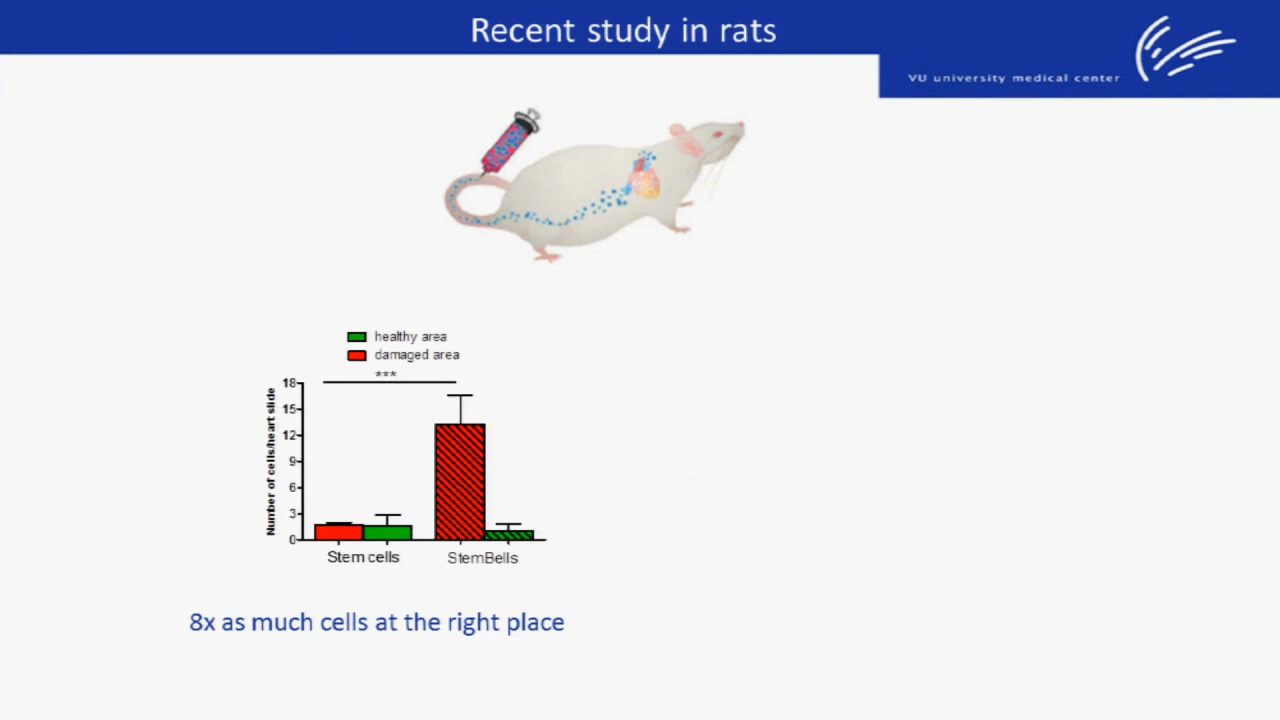 Recent study in rats
VU university medical center
healthy area
damaged area
***
18
15
12
9
6
3
0
Number of cells/heart slide
Stem cells
StemBells
8x as much cells at the right place